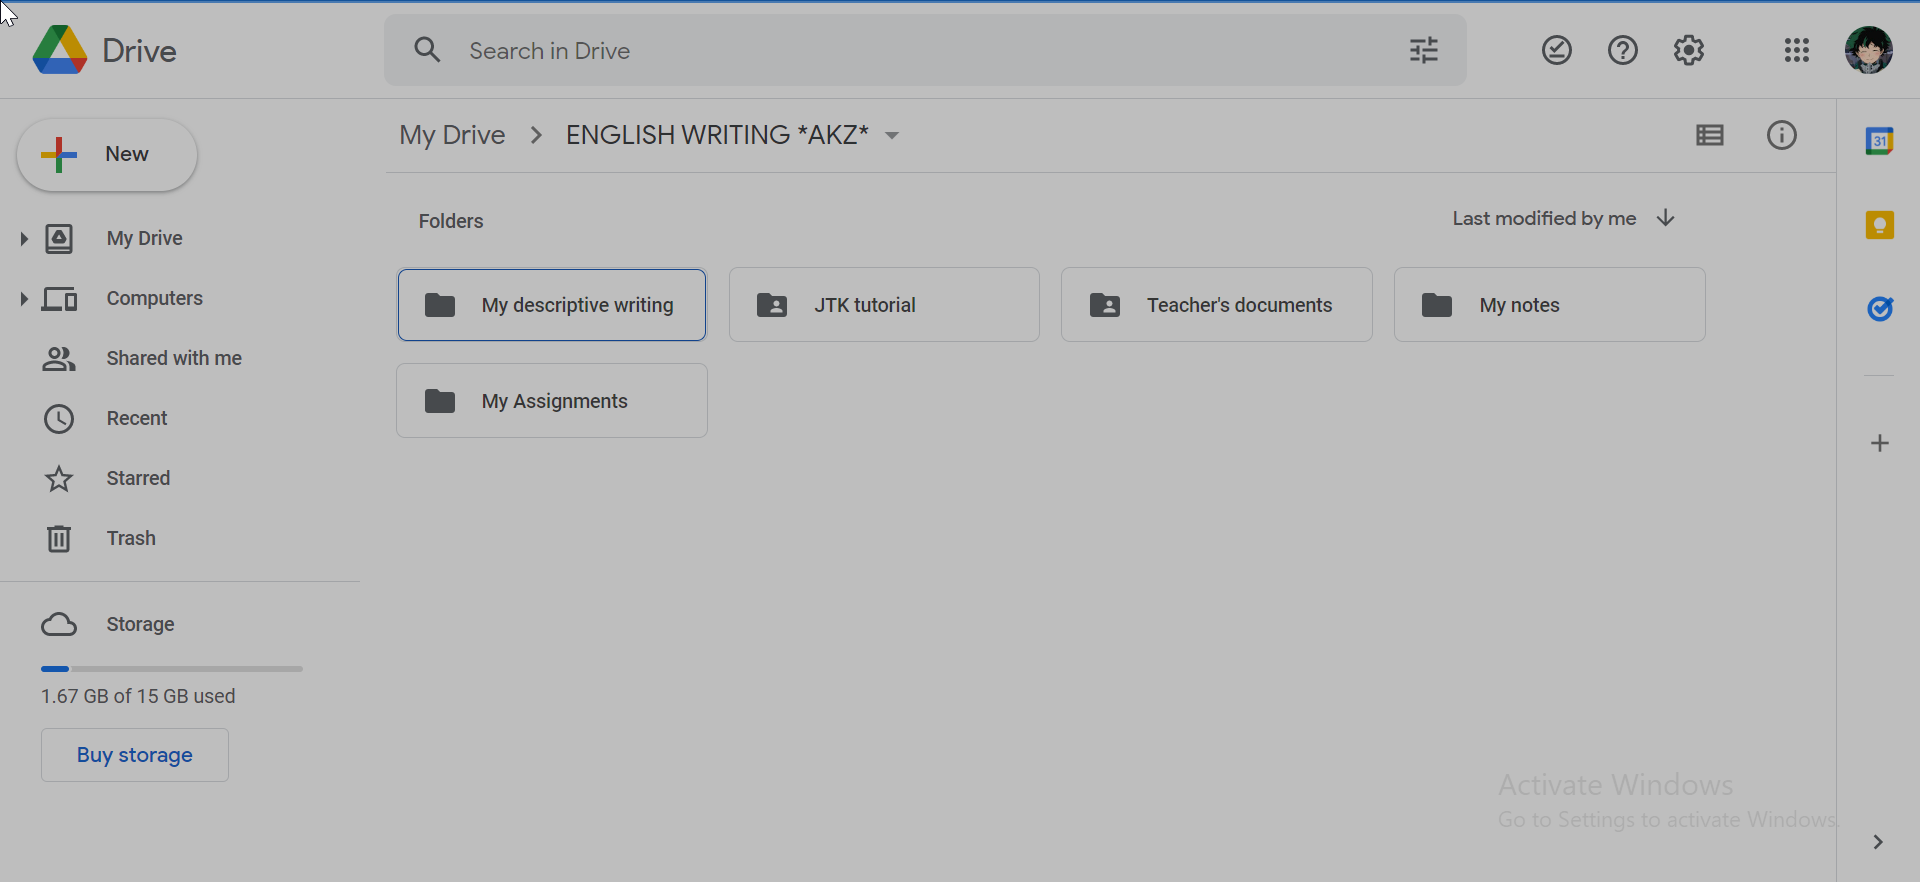 Drive
Search in Drive
New
My Drive
Computers
Shared with me
Recent
Starred
Trash
Storage
1.67 GB of 15 GB used
Buy storage
My Drive > ENGLISH WRITING *AKZ*
Folders
Last modified by me
My descriptive writing
JTK tutorial
Teacher's documents
My notes
My Assignments
31
Activate Windows
Go to Settings to activate Windows.